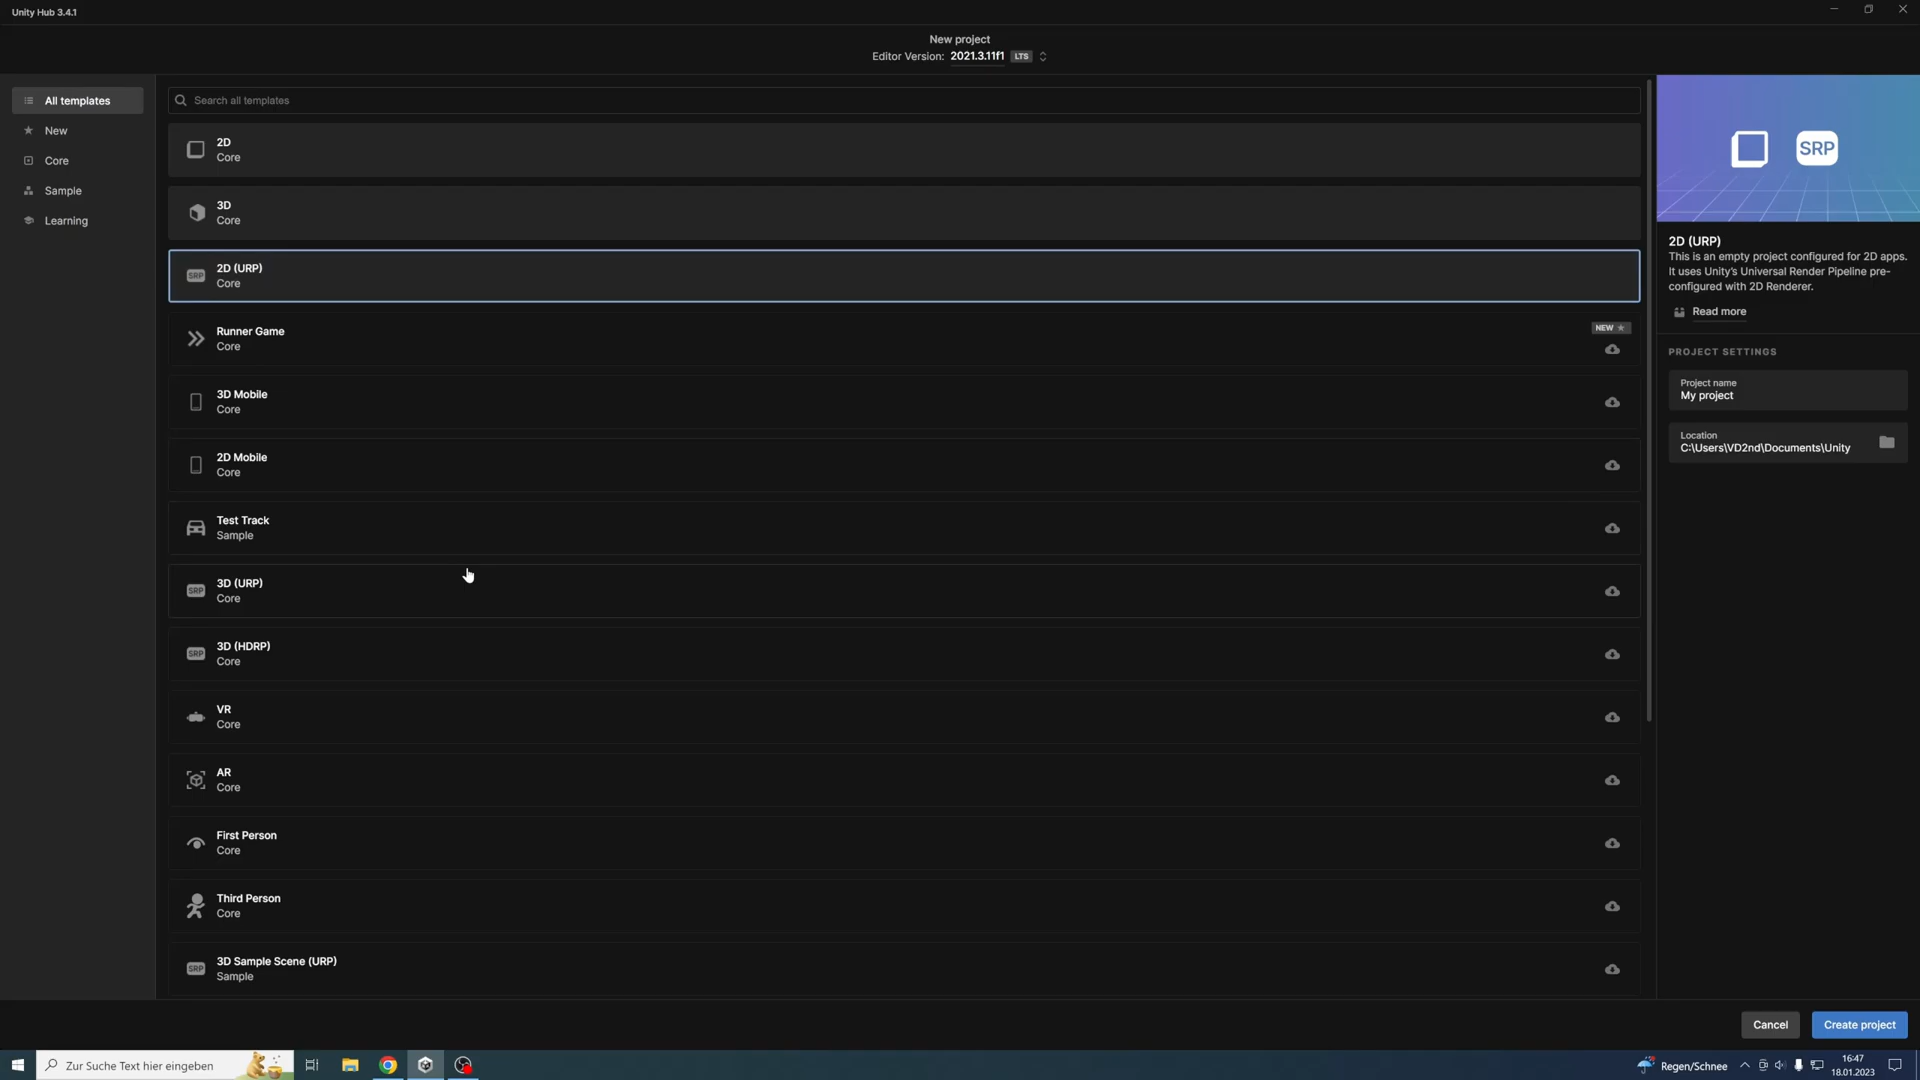 Unity Hub 3.4.1
New project
Editor Version: 2021.3.11f1 LTS
All templates
New
Core
Sample
Learning
Search all templates
2D
Core
3D
Core
SRP
2D (URP)
Core
Runner Game
Core
NEW
3D Mobile
Core
2D Mobile
Core
Test Track
Sample
SRP
3D (URP)
Core
SRP
3D (HDRP)
Core
VR
Core
AR
Core
First Person
Core
Third Person
Core
SRP
3D Sample Scene (URP)
Sample
SRP
2D (URP)
This is an empty project configured for 2D apps.
It uses Unity's Universal Render Pipeline pre-
configured with 2D Renderer.
Read more
PROJECT SETTINGS
Project name
My project
Location
C:\Users\VD2nd\Documents\Unity
Cancel
Create project
Zur Suche Text hier eingeben
Regen/Schnee
16:47
18.01.2023